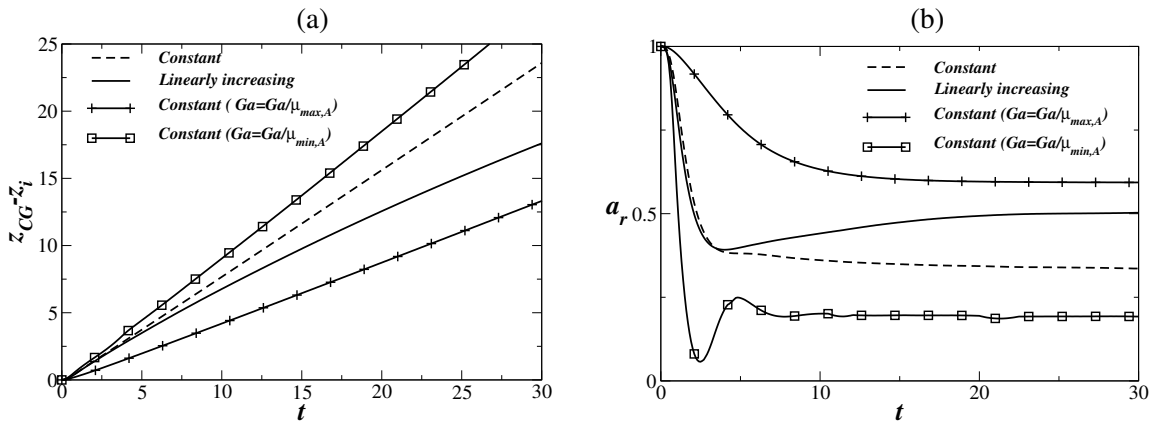 (a)
25
20
15
10
5
0
z_CG-z_i
Constant
Linearly increasing
Constant ( Ga=Ga/μ_max,A)
Constant (Ga=Ga/μ_min,A)
0 5 10 15 20 25 30
t
(b)
1
0.5
1
a_r
Constant
Linearly increasing
Constant (Ga=Ga/μ_max,A)
Constant (Ga=Ga/μ_min,A)
0 5 10 15 20 25 30
t